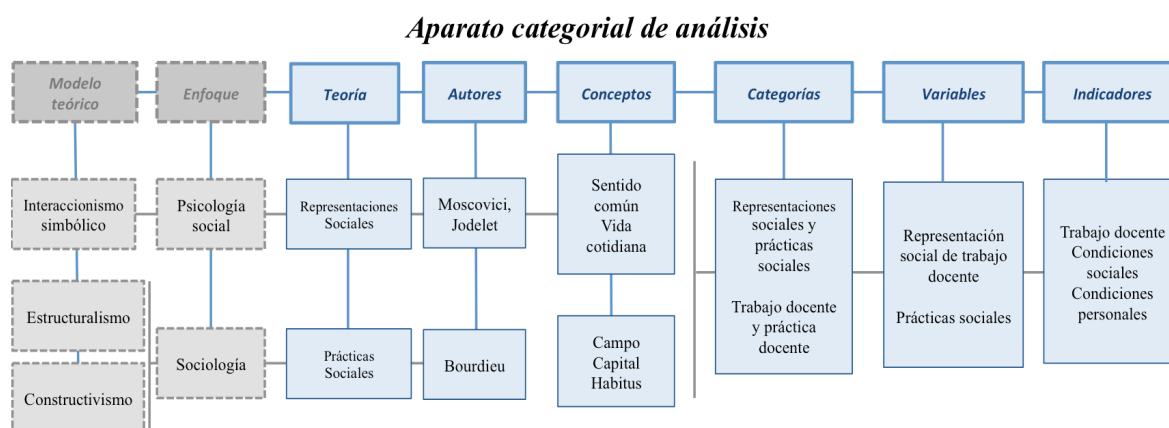 Aparato categorial de análisis
Modelo
teórico
Enfoque
Teoría
Autores
Conceptos
Categorías
Variables
Indicadores
Interaccionismo
simbólico
Psicología
social
Representaciones
Sociales
Moscovici,
Jodelet
Sentido
común
Vida
cotidiana
Representaciones
sociales y
prácticas
sociales
Trabajo docente
y práctica
docente
Representación
social de trabajo
docente
Prácticas sociales
Trabajo docente
Condiciones
sociales
Condiciones
personales
Estructuralismo
Constructivismo
Sociología
Prácticas
Sociales
Bourdieu
Campo
Capital
Habitus